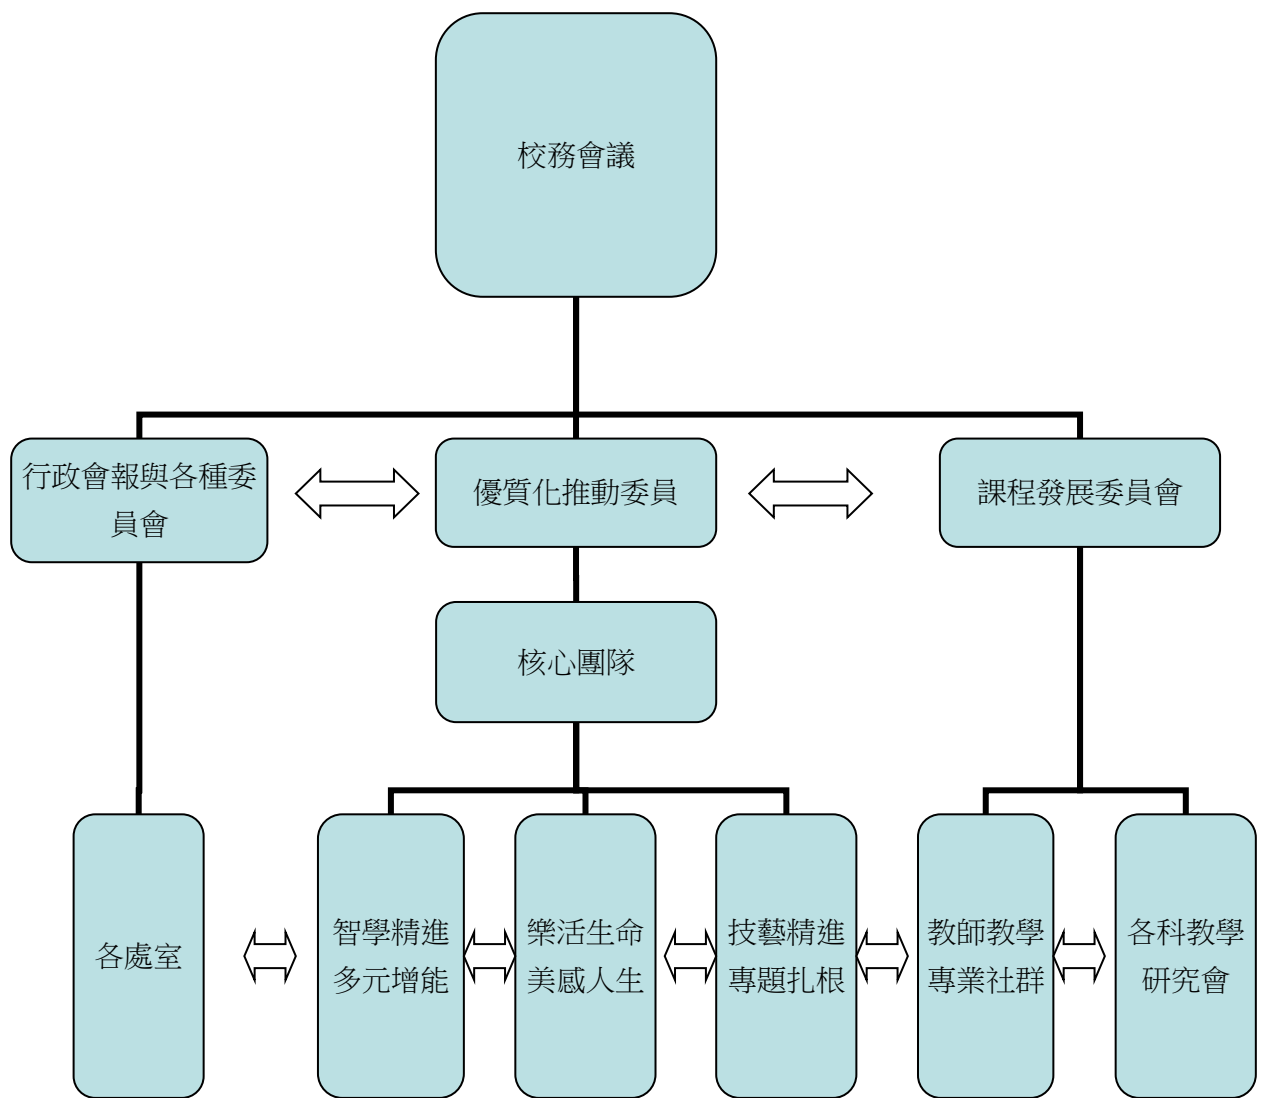 校務會議
行政會報與各種委
員會
優質化推動委員
課程發展委員會
核心團隊
各處室
智學精進
多元增能
樂活生命
美感人生
技藝精進
專題扎根
教師教學
專業社群
各科教學
研究會